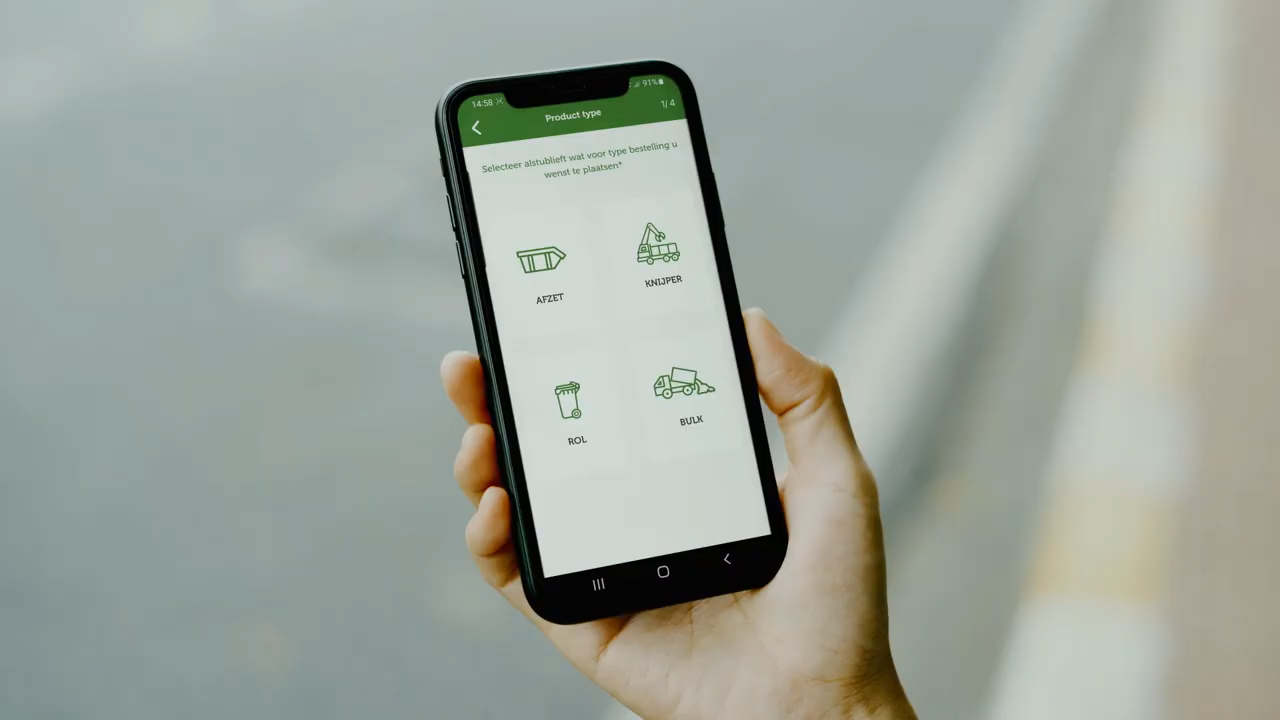 14:58
91%
Product type
1/4
Selecteer alstublieft wat voor type bestelling u
wenst te plaatsen*
AFZET
KNIJPER
ROL
BULK